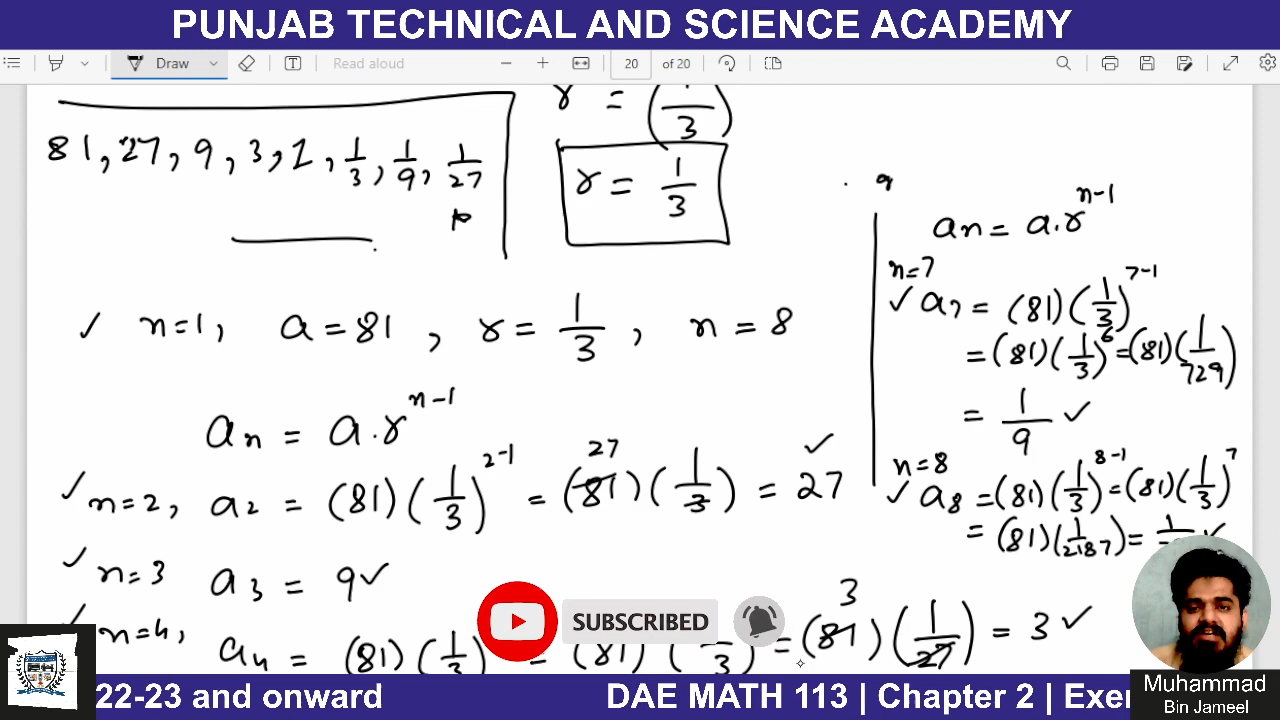 PUNJAB TECHNICAL AND SCIENCE ACADEMY
Draw
Read aloud
20 of 20
r = (1/3)
81, 27, 9, 3, 1, 1/3, 1/9, 1/27
r = 1/3
n=1, a = 81, r = 1/3, n = 8
an = a.r^n-1
n=2, a2 = (81)(1/3)^2-1 = (81)(1/3) = 27
27
n=3 a3 = 9
n=4, a4 = (81)(1/3) = (81) = (81)(1/27) = 3
3
an = a.r^n-1
n=7
a7 = (81)(1/3)^7-1
= (81)(1/3)^6 = (81)(1/729)
= 1/9
n=8
a8 = (81)(1/3)^8-1 = (81)(1/3)^7
= (81)(1/2187) =
SUBSCRIBED
22-23 and onward
DAE MATH 113 | Chapter 2 |
Muhammad
Bin Jameel